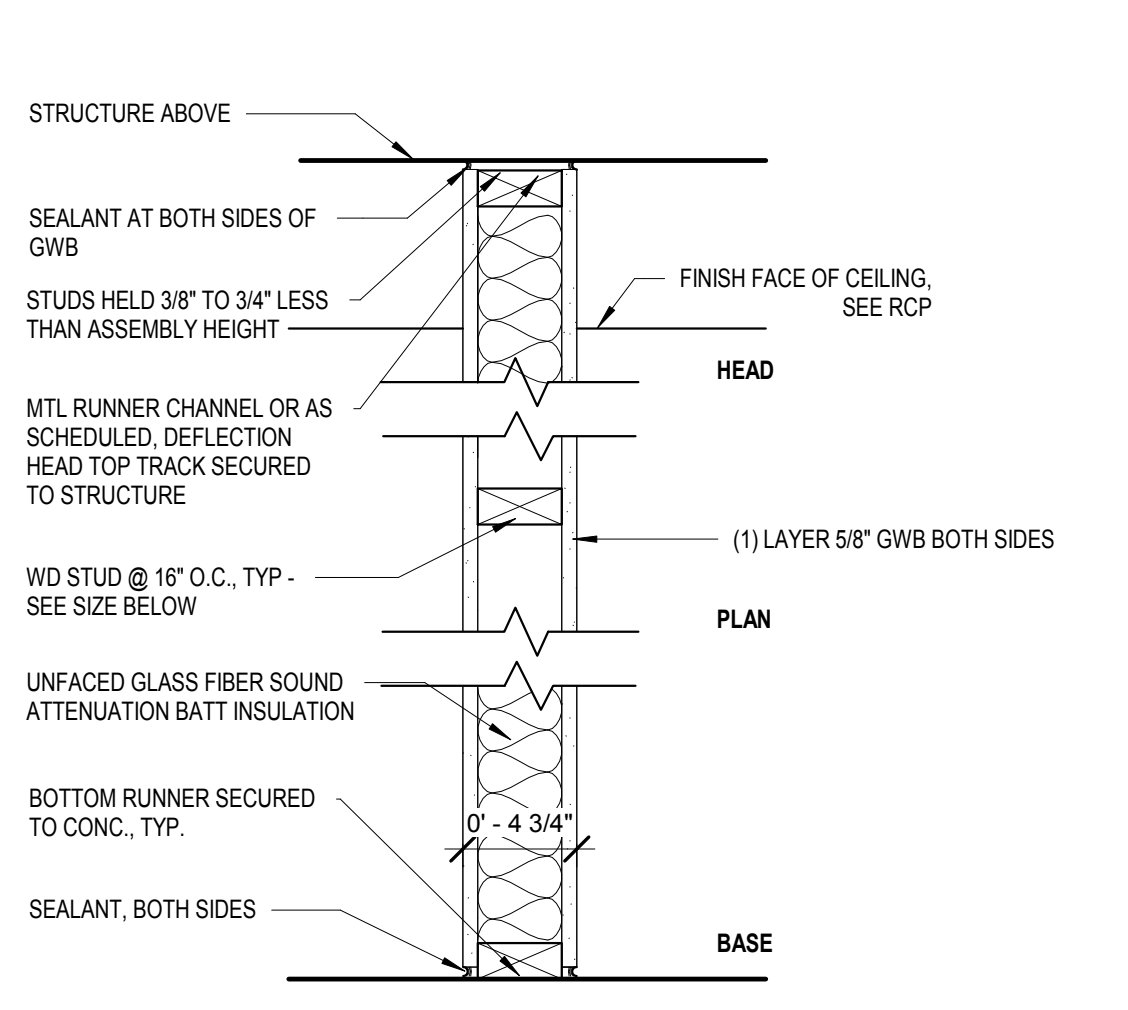 STRUCTURE ABOVE
SEALANT AT BOTH SIDES OF
GWB
STUDS HELD 3/8" TO 3/4" LESS
THAN ASSEMBLY HEIGHT
MTL RUNNER CHANNEL OR AS
SCHEDULED, DEFLECTION
HEAD TOP TRACK SECURED
TO STRUCTURE
WD STUD @ 16" O.C., TYP -
SEE SIZE BELOW
UNFACED GLASS FIBER SOUND
ATTENUATION BATT INSULATION
BOTTOM RUNNER SECURED
TO CONC., TYP.
SEALANT, BOTH SIDES
0' - 4 3/4"
FINISH FACE OF CEILING,
SEE RCP
HEAD
(1) LAYER 5/8" GWB BOTH SIDES
PLAN
BASE